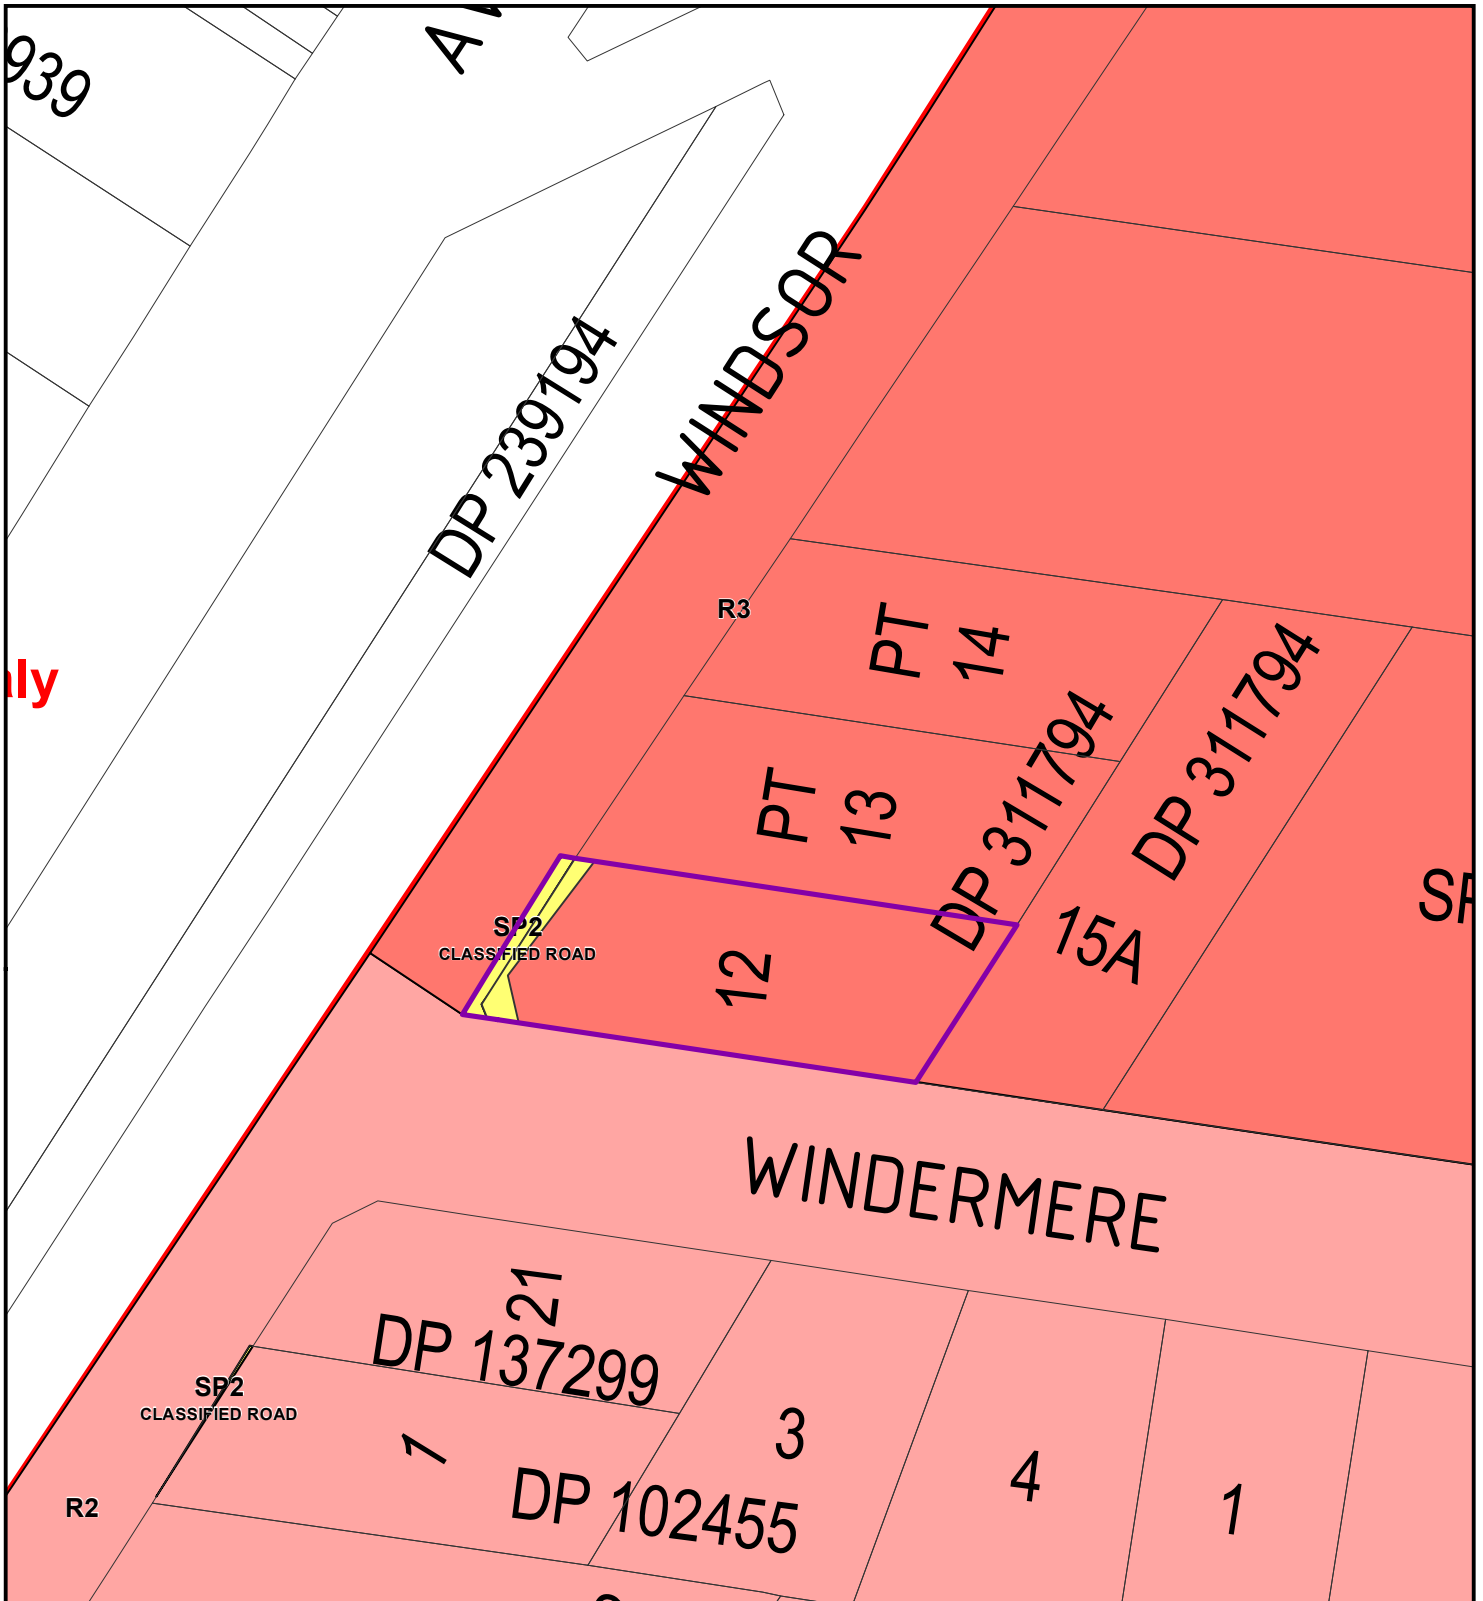 939
DP 239194
WINDSOR
R3
PT
14
DP 311794
PT
13
DP 311794
15A
SP2
CLASSIFIED ROAD
12
WINDERMERE
21
DP 137299
SP2
CLASSIFIED ROAD
1
3
DP 102455
4
1
R2